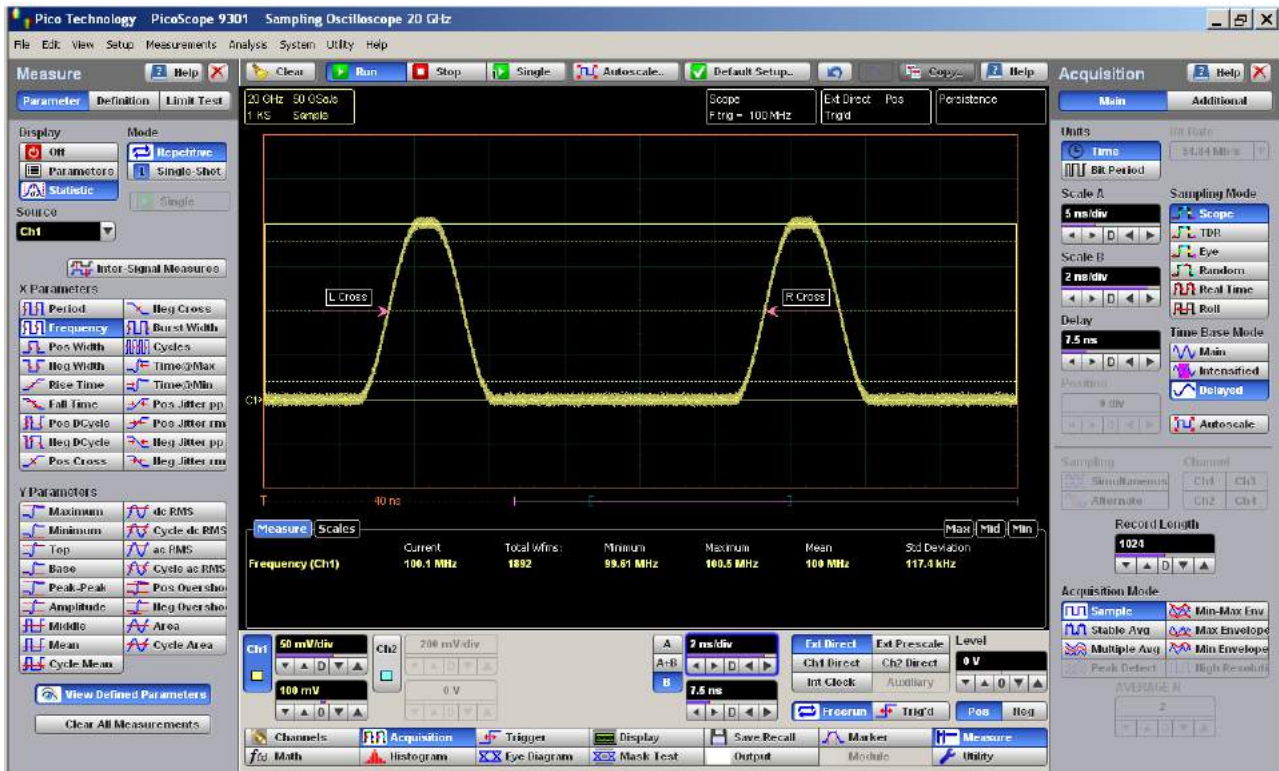 Pico Technology PicoScope 9301 Sampling Oscilloscope 20 GHz
File Edit View Setup Measurements Analysis System Utility Help
Measure Help
Clear Run Stop Single Autoscale.. Default Setup... Copy.. Help
Acquisition Help
Parameter Definition Limit Test
20 GHz 50 GSa/s
1 KS Sample
Scope
F trig = 100 MHz
Ext Direct Pos
Trig'd
Persistence
Main Additional
Display Mode
Off Repetitive
Parameters Single-Shot
Statistic Single
Source
Ch1
Inter-Signal Measures
X Parameters
Period Neg Cross
Frequency Burst Width
Pos Width Cycles
Neg Width Time@Max
Rise Time Time@Min
Fall Time Pos Jitter pp
Pos DCycle Pos Jitter rm
Neg DCycle Neg Jitter pp
Pos Cross Neg Jitter rm
Y Parameters
Maximum dc RMS
Minimum Cycle dc RMS
Top ac RMS
Base Cycle ac RMS
Peak-Peak Pos Oversho
Amplitude Neg Oversho
Middle Area
Mean Cycle Area
Cycle Mean
View Defined Parameters
Clear All Measurements
L Cross R Cross
C1
T 40 ns
Measure Scales Max Mid Min
Current Total Wfms: Minimum Maximum Mean Std Deviation
Frequency (Ch1) 100.1 MHz 1892 99.61 MHz 100.5 MHz 100 MHz 117.4 kHz
Ch1 50 mV/div Ch2 200 mV/div
D
100 mV 0 V
0
A 2 ns/div
A+B D
B 7.5 ns
D
Ext Direct Ext Prescale Level
Ch1 Direct Ch2 Direct 0 V
Int Clock Auxiliary 0
Freerun Trig'd Pos Neg
Channels Acquisition Trigger Display Save Recall Marker Measure
f(x) Math Histogram Eye Diagram Mask Test Output Module Utility
Units Bit Rate
Time
Bit Period
Scale A Sampling Mode
5 ns/div Scope
D TDR
Scale B Eye
2 ns/div Random
D Real Time
Delay Roll
7.5 ns Time Base Mode
D Main
Position Intensified
Delayed
Autoscale
Sampling Channel
Simultaneous Ch1 Ch3
Alternate Ch2 Ch4
Record Length
1024
D
Acquisition Mode
Sample Min-Max Env
Stable Avg Max Envelope
Multiple Avg Min Envelope
Peak Detect High Resoluti
AVERAGE N
2